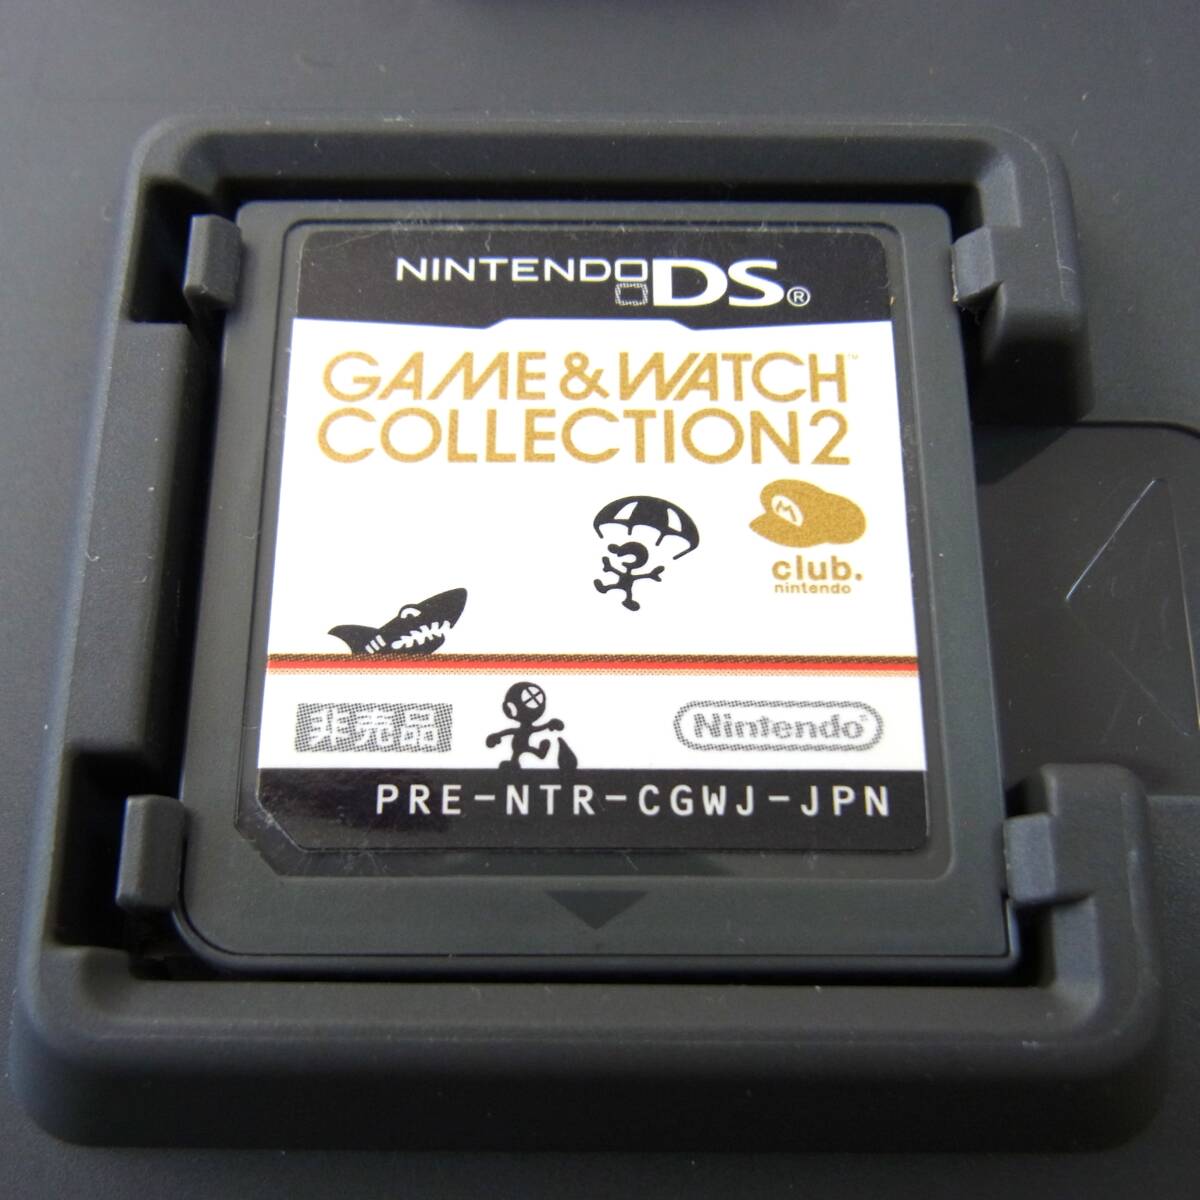 NINTENDO DS®
GAME & WATCH™
COLLECTION 2
M
club.
nintendo
非売品
Nintendo®
PRE-NTR-CGWJ-JPN